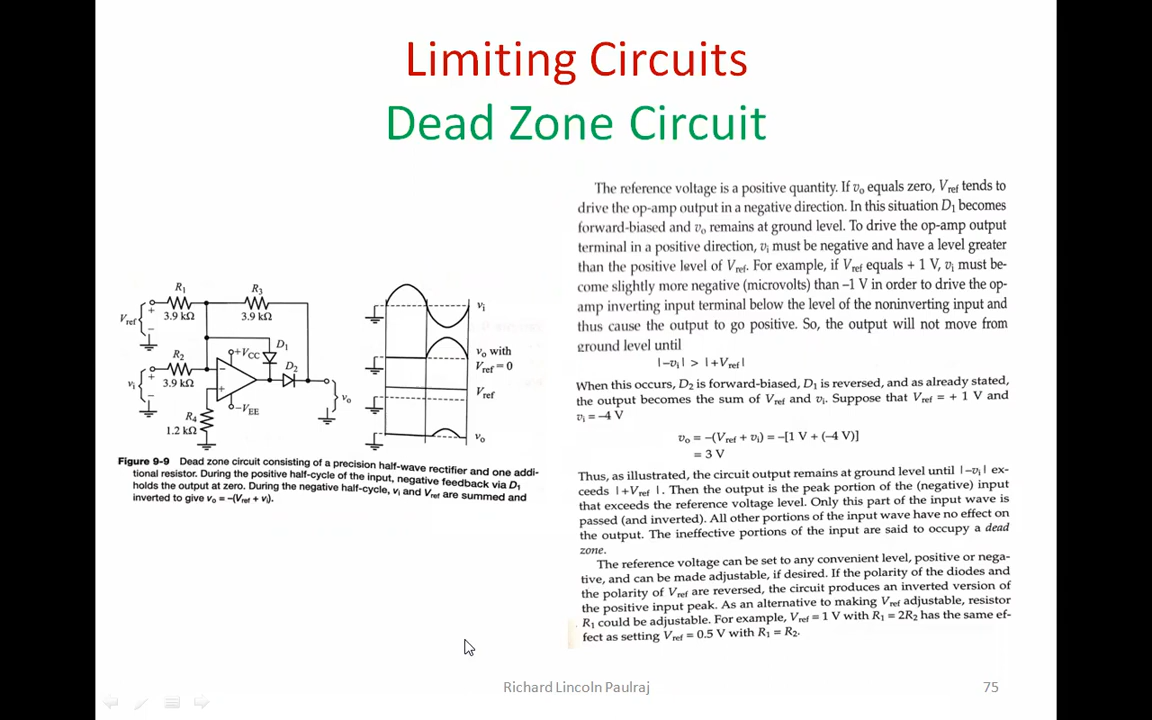 Limiting Circuits
Dead Zone Circuit
The reference voltage is a positive quantity. If vo equals zero, Vref tends to
drive the op-amp output in a negative direction. In this situation D1 becomes
forward-biased and vo remains at ground level. To drive the op-amp output
terminal in a positive direction, vi must be negative and have a level greater
than the positive level of Vref. For example, if Vref equals + 1 V, vi must be-
come slightly more negative (microvolts) than –1 V in order to drive the op-
amp inverting input terminal below the level of the noninverting input and
thus cause the output to go positive. So, the output will not move from
ground level until
|–vi| > |+Vref|
When this occurs, D2 is forward-biased, D1 is reversed, and as already stated,
the output becomes the sum of Vref and vi. Suppose that Vref = + 1 V and
vi = –4 V
vo = –(Vref + vi) = –[1 V + (–4 V)]
= 3 V
Thus, as illustrated, the circuit output remains at ground level until |–vi| ex-
ceeds |+Vref|. Then the output is the peak portion of the (negative) input
that exceeds the reference voltage level. Only this part of the input wave is
passed (and inverted). All other portions of the input wave have no effect on
the output. The ineffective portions of the input are said to occupy a dead
zone.
The reference voltage can be set to any convenient level, positive or nega-
tive, and can be made adjustable, if desired. If the polarity of the diodes and
the polarity of Vref are reversed, the circuit produces an inverted version of
the positive input peak. As an alternative to making Vref adjustable, resistor
R1 could be adjustable. For example, Vref = 1 V with R1 = 2R2 has the same ef-
fect as setting Vref = 0.5 V with R1 = R2.
R1
R3
+
3.9 kΩ
3.9 kΩ
Vref
–
D1
R2
+VCC
D2
+
–
vi
3.9 kΩ
+
vo
–
–VEE
R4
1.2 kΩ
vi
vo with
Vref = 0
Vref
vo
Figure 9-9 Dead zone circuit consisting of a precision half-wave rectifier and one addi-
tional resistor. During the positive half-cycle of the input, negative feedback via D1
holds the output at zero. During the negative half-cycle, vi and Vref are summed and
inverted to give vo = –(Vref + vi).
Richard Lincoln Paulraj
75